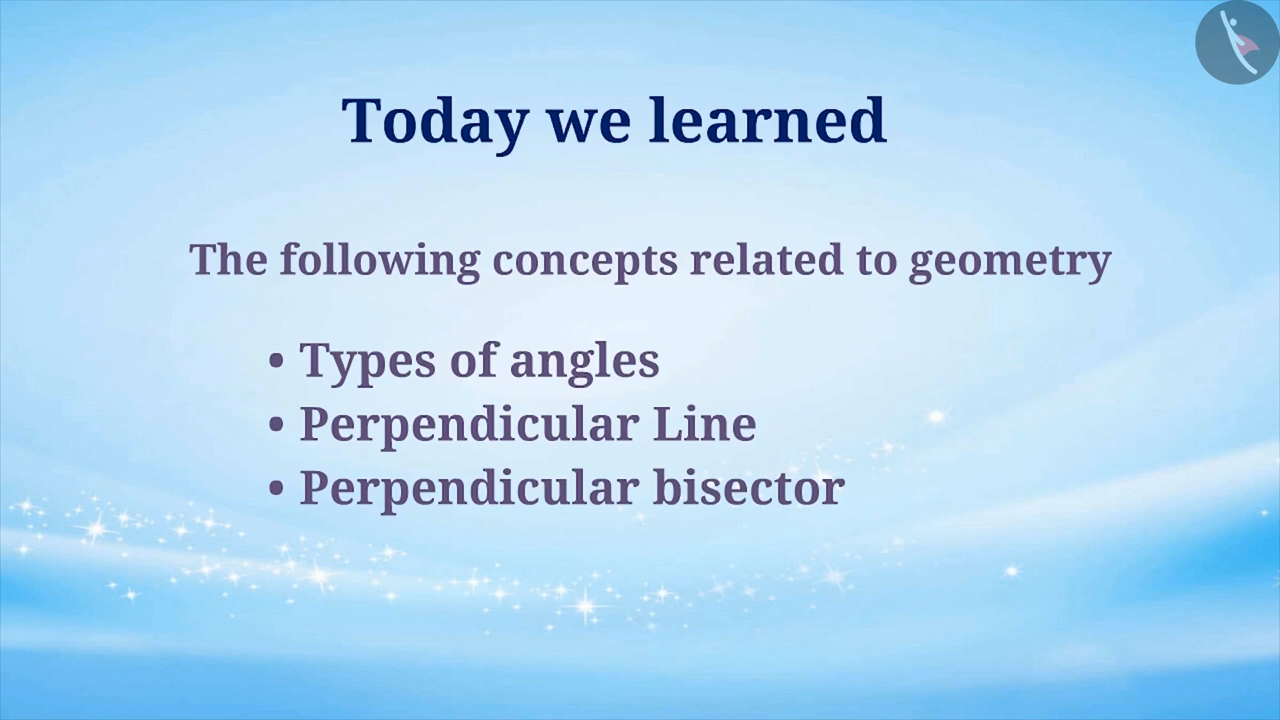 Today we learned
The following concepts related to geometry
• Types of angles
• Perpendicular Line
• Perpendicular bisector